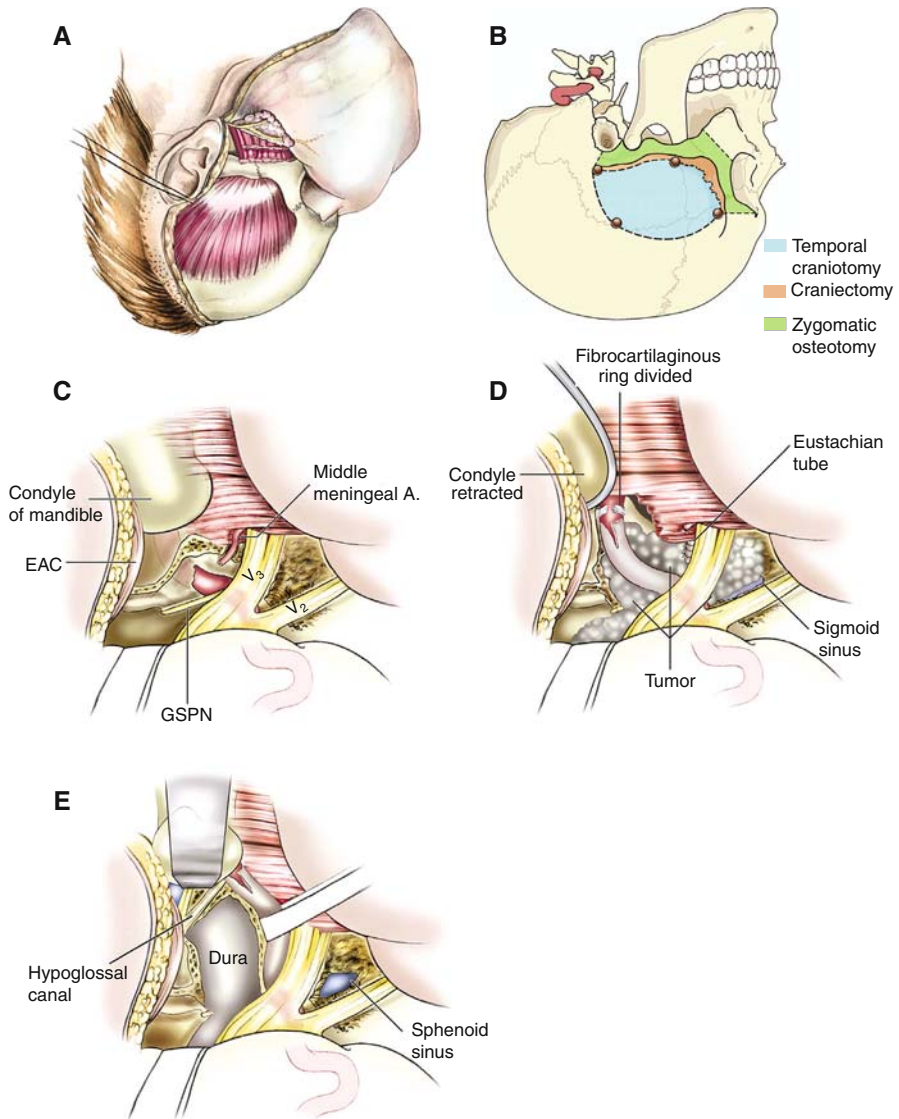 A
B
Temporal
craniotomy
Craniectomy
Zygomatic
osteotomy
C
Condyle
of mandible
EAC
Middle
meningeal A.
V3
V2
GSPN
D
Fibrocartilaginous
ring divided
Condyle
retracted
Eustachian
tube
Sigmoid
sinus
Tumor
E
Dura
Hypoglossal
canal
Sphenoid
sinus